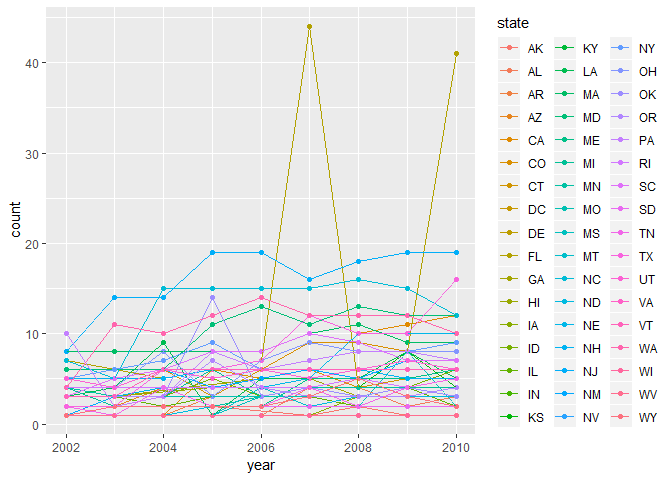 state
AK KY NY
AL LA OH
AR MA OK
AZ MD OR
CA ME PA
CO MI RI
CT MN SC
DC MO SD
DE MS TN
FL MT TX
GA NC UT
HI ND VA
IA NE VT
ID NH WA
IL NJ WI
IN NM WV
KS NV WY
count
40
30
20
10
0
2002 2004 2006 2008 2010
year